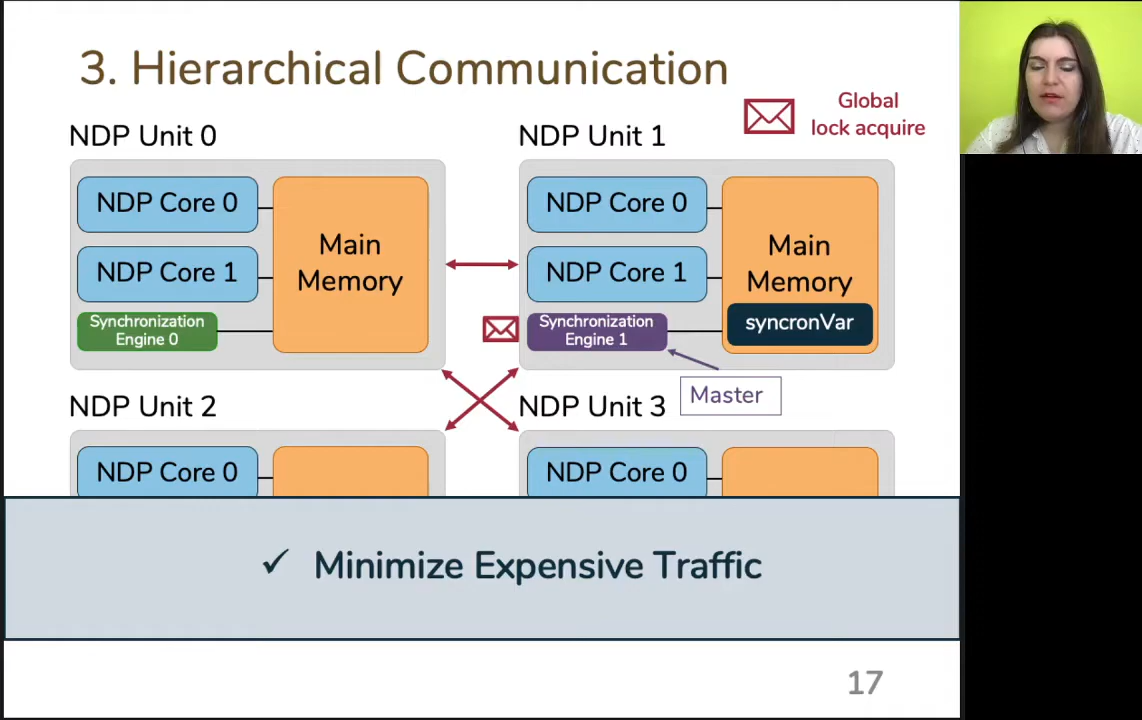 3. Hierarchical Communication
Global
lock acquire
NDP Unit 0
NDP Core 0
NDP Core 1
Synchronization
Engine 0
Main
Memory
NDP Unit 1
NDP Core 0
NDP Core 1
Synchronization
Engine 1
Main
Memory
syncronVar
Master
NDP Unit 2
NDP Core 0
NDP Unit 3
NDP Core 0
✓ Minimize Expensive Traffic
17